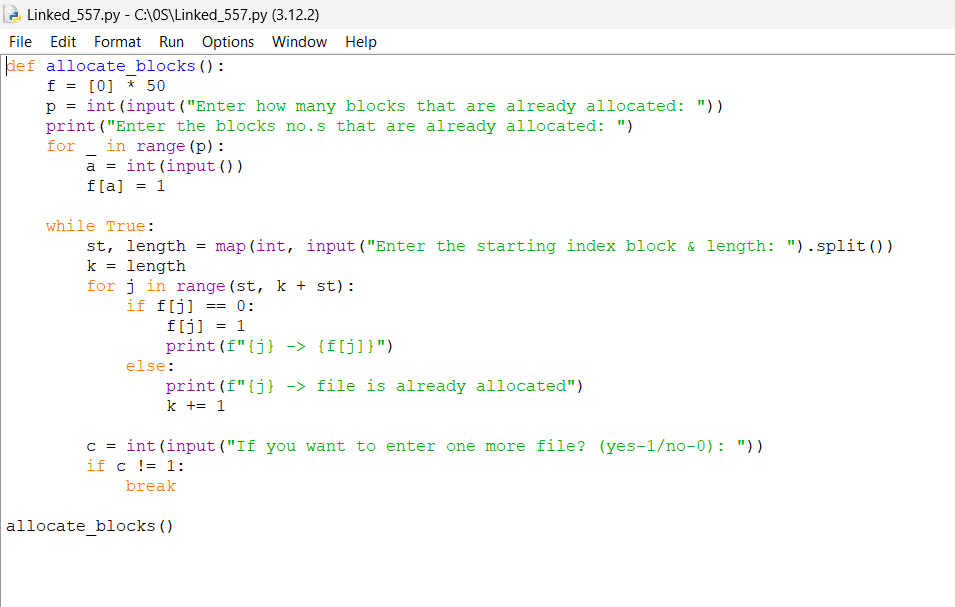 Linked_557.py - C:\0S\Linked_557.py (3.12.2)
File Edit Format Run Options Window Help
def allocate_blocks():
    f = [0] * 50
    p = int(input("Enter how many blocks that are already allocated: "))
    print("Enter the blocks no.s that are already allocated: ")
    for _ in range(p):
        a = int(input())
        f[a] = 1

    while True:
        st, length = map(int, input("Enter the starting index block & length: ").split())
        k = length
        for j in range(st, k + st):
            if f[j] == 0:
                f[j] = 1
                print(f"{j} -> {f[j]}")
            else:
                print(f"{j} -> file is already allocated")
                k += 1

        c = int(input("If you want to enter one more file? (yes-1/no-0): "))
        if c != 1:
            break

allocate_blocks()